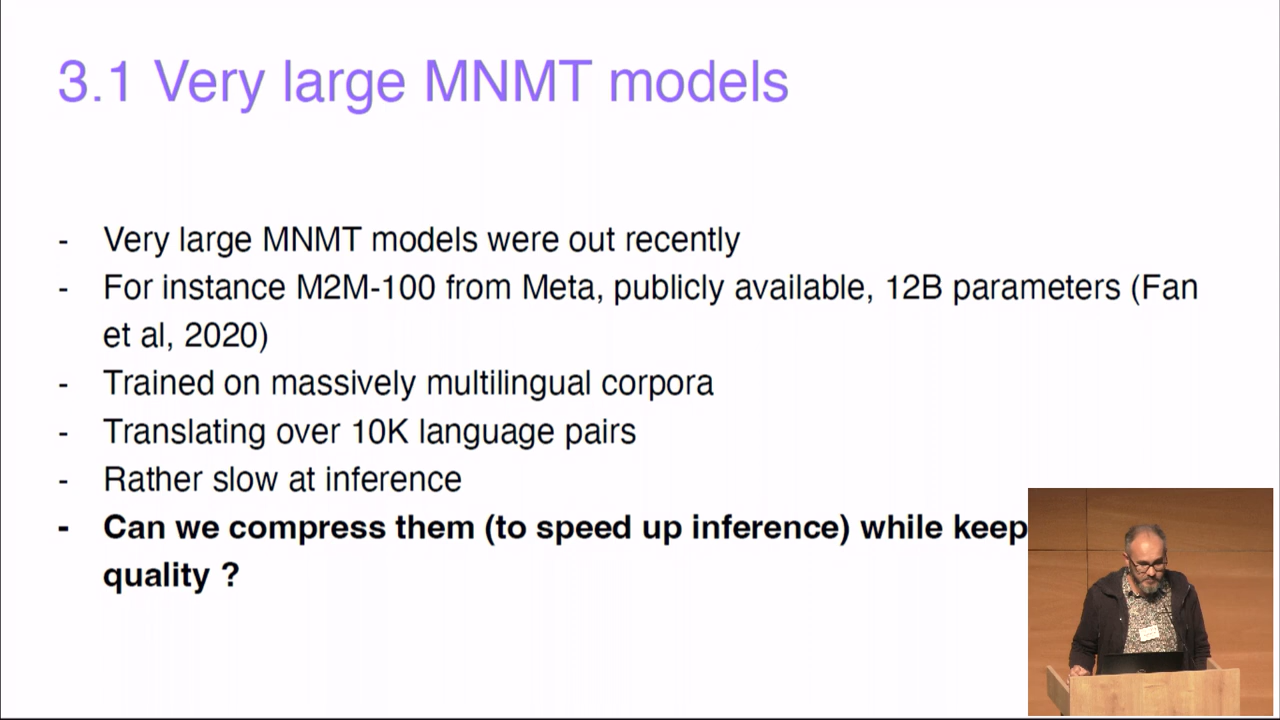 3.1 Very large MNMT models
- Very large MNMT models were out recently
- For instance M2M-100 from Meta, publicly available, 12B parameters (Fan
et al, 2020)
- Trained on massively multilingual corpora
- Translating over 10K language pairs
- Rather slow at inference
- Can we compress them (to speed up inference) while keep
quality ?